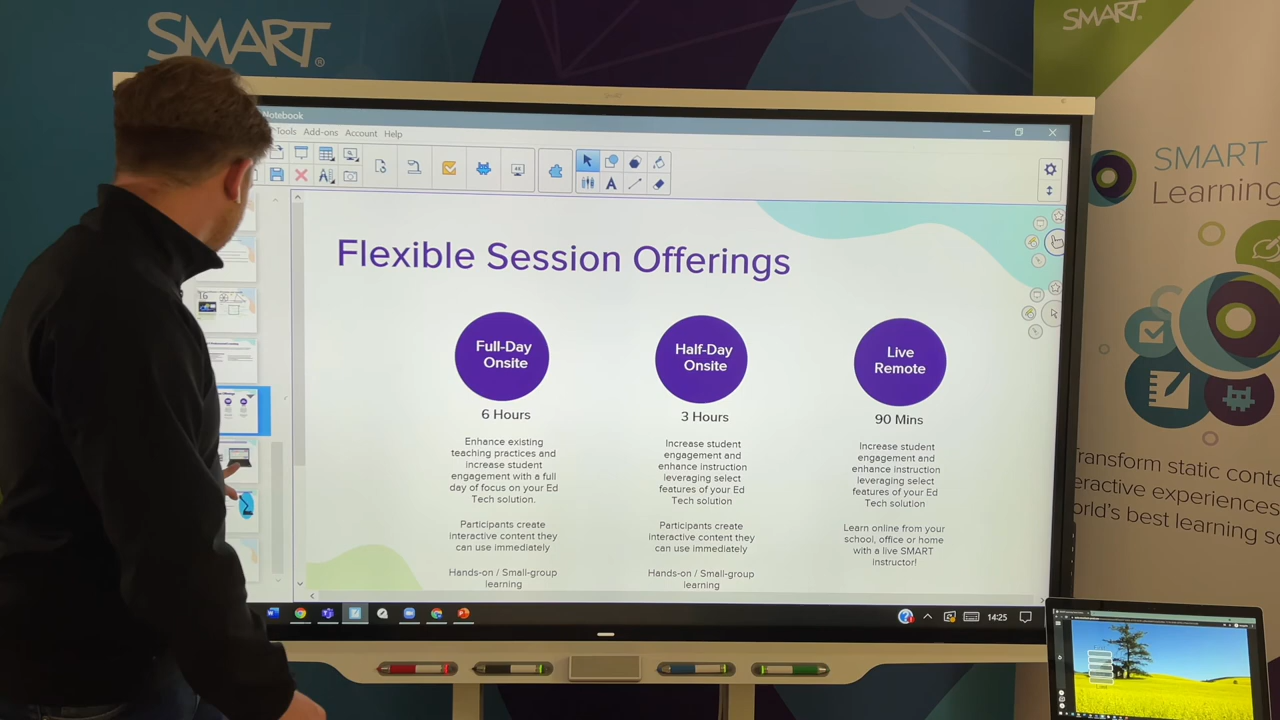 SMART
SMART
Notebook
Tools Add-ons Account Help
Flexible Session Offerings
Full-Day
Onsite
6 Hours
Enhance existing
teaching practices and
increase student
engagement with a full
day of focus on your Ed
Tech solution.
Participants create
interactive content they
can use immediately
Hands-on / Small-group
learning
Half-Day
Onsite
3 Hours
Increase student
engagement and
enhance instruction
leveraging select
features of your Ed
Tech solution
Participants create
interactive content they
can use immediately
Hands-on / Small-group
learning
Live
Remote
90 Mins
Increase student
engagement and
enhance instruction
leveraging select
features of your Ed
Tech solution
Learn online from your
school, office or home
with a live SMART
instructor!
14:25
SMART
Learning
Transform static conte
eractive experiences
orld's best learning so